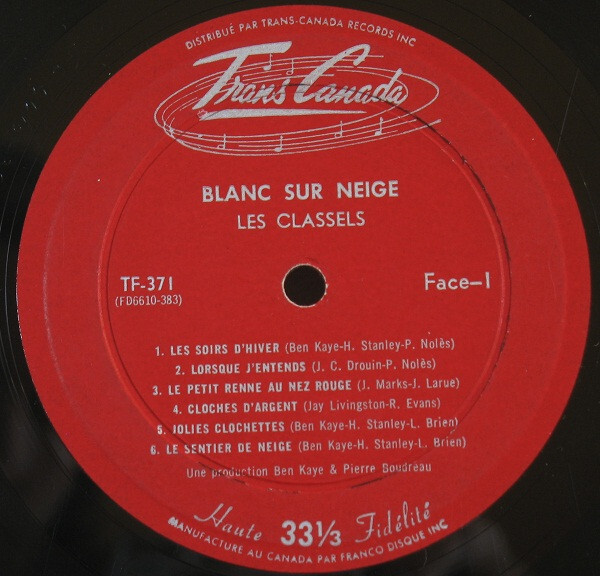 DISTRIBUÉ PAR TRANS-CANADA RECORDS INC
Trans Canada
BLANC SUR NEIGE
LES CLASSELS
TF-371
(FD6610-383)
Face-1
1. LES SOIRS D'HIVER (Ben Kaye-H. Stanley-P. Nolès)
2. LORSQUE J'ENTENDS (J. C. Drouin-P. Nolès)
3. LE PETIT RENNE AU NEZ ROUGE (J. Marks-J. Larue)
4. CLOCHES D'ARGENT (Jay Livingston-R. Evans)
5. JOLIES CLOCHETTES (Ben Kaye-H. Stanley-L. Brien)
6. LE SENTIER DE NEIGE (Ben Kaye-H. Stanley-L. Brien)
Une production Ben Kaye & Pierre Boudreau
Haute 33⅓ Fidélité
MANUFACTURÉ AU CANADA PAR FRANCO DISQUE INC